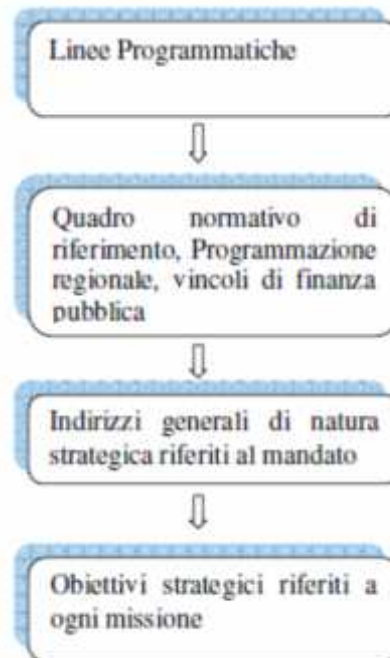 Linee Programmatiche
Quadro normativo di
riferimento, Programmazione
regionale, vincoli di finanza
pubblica
Indirizzi generali di natura
strategica riferiti al mandato
Obiettivi strategici riferiti a
ogni missione